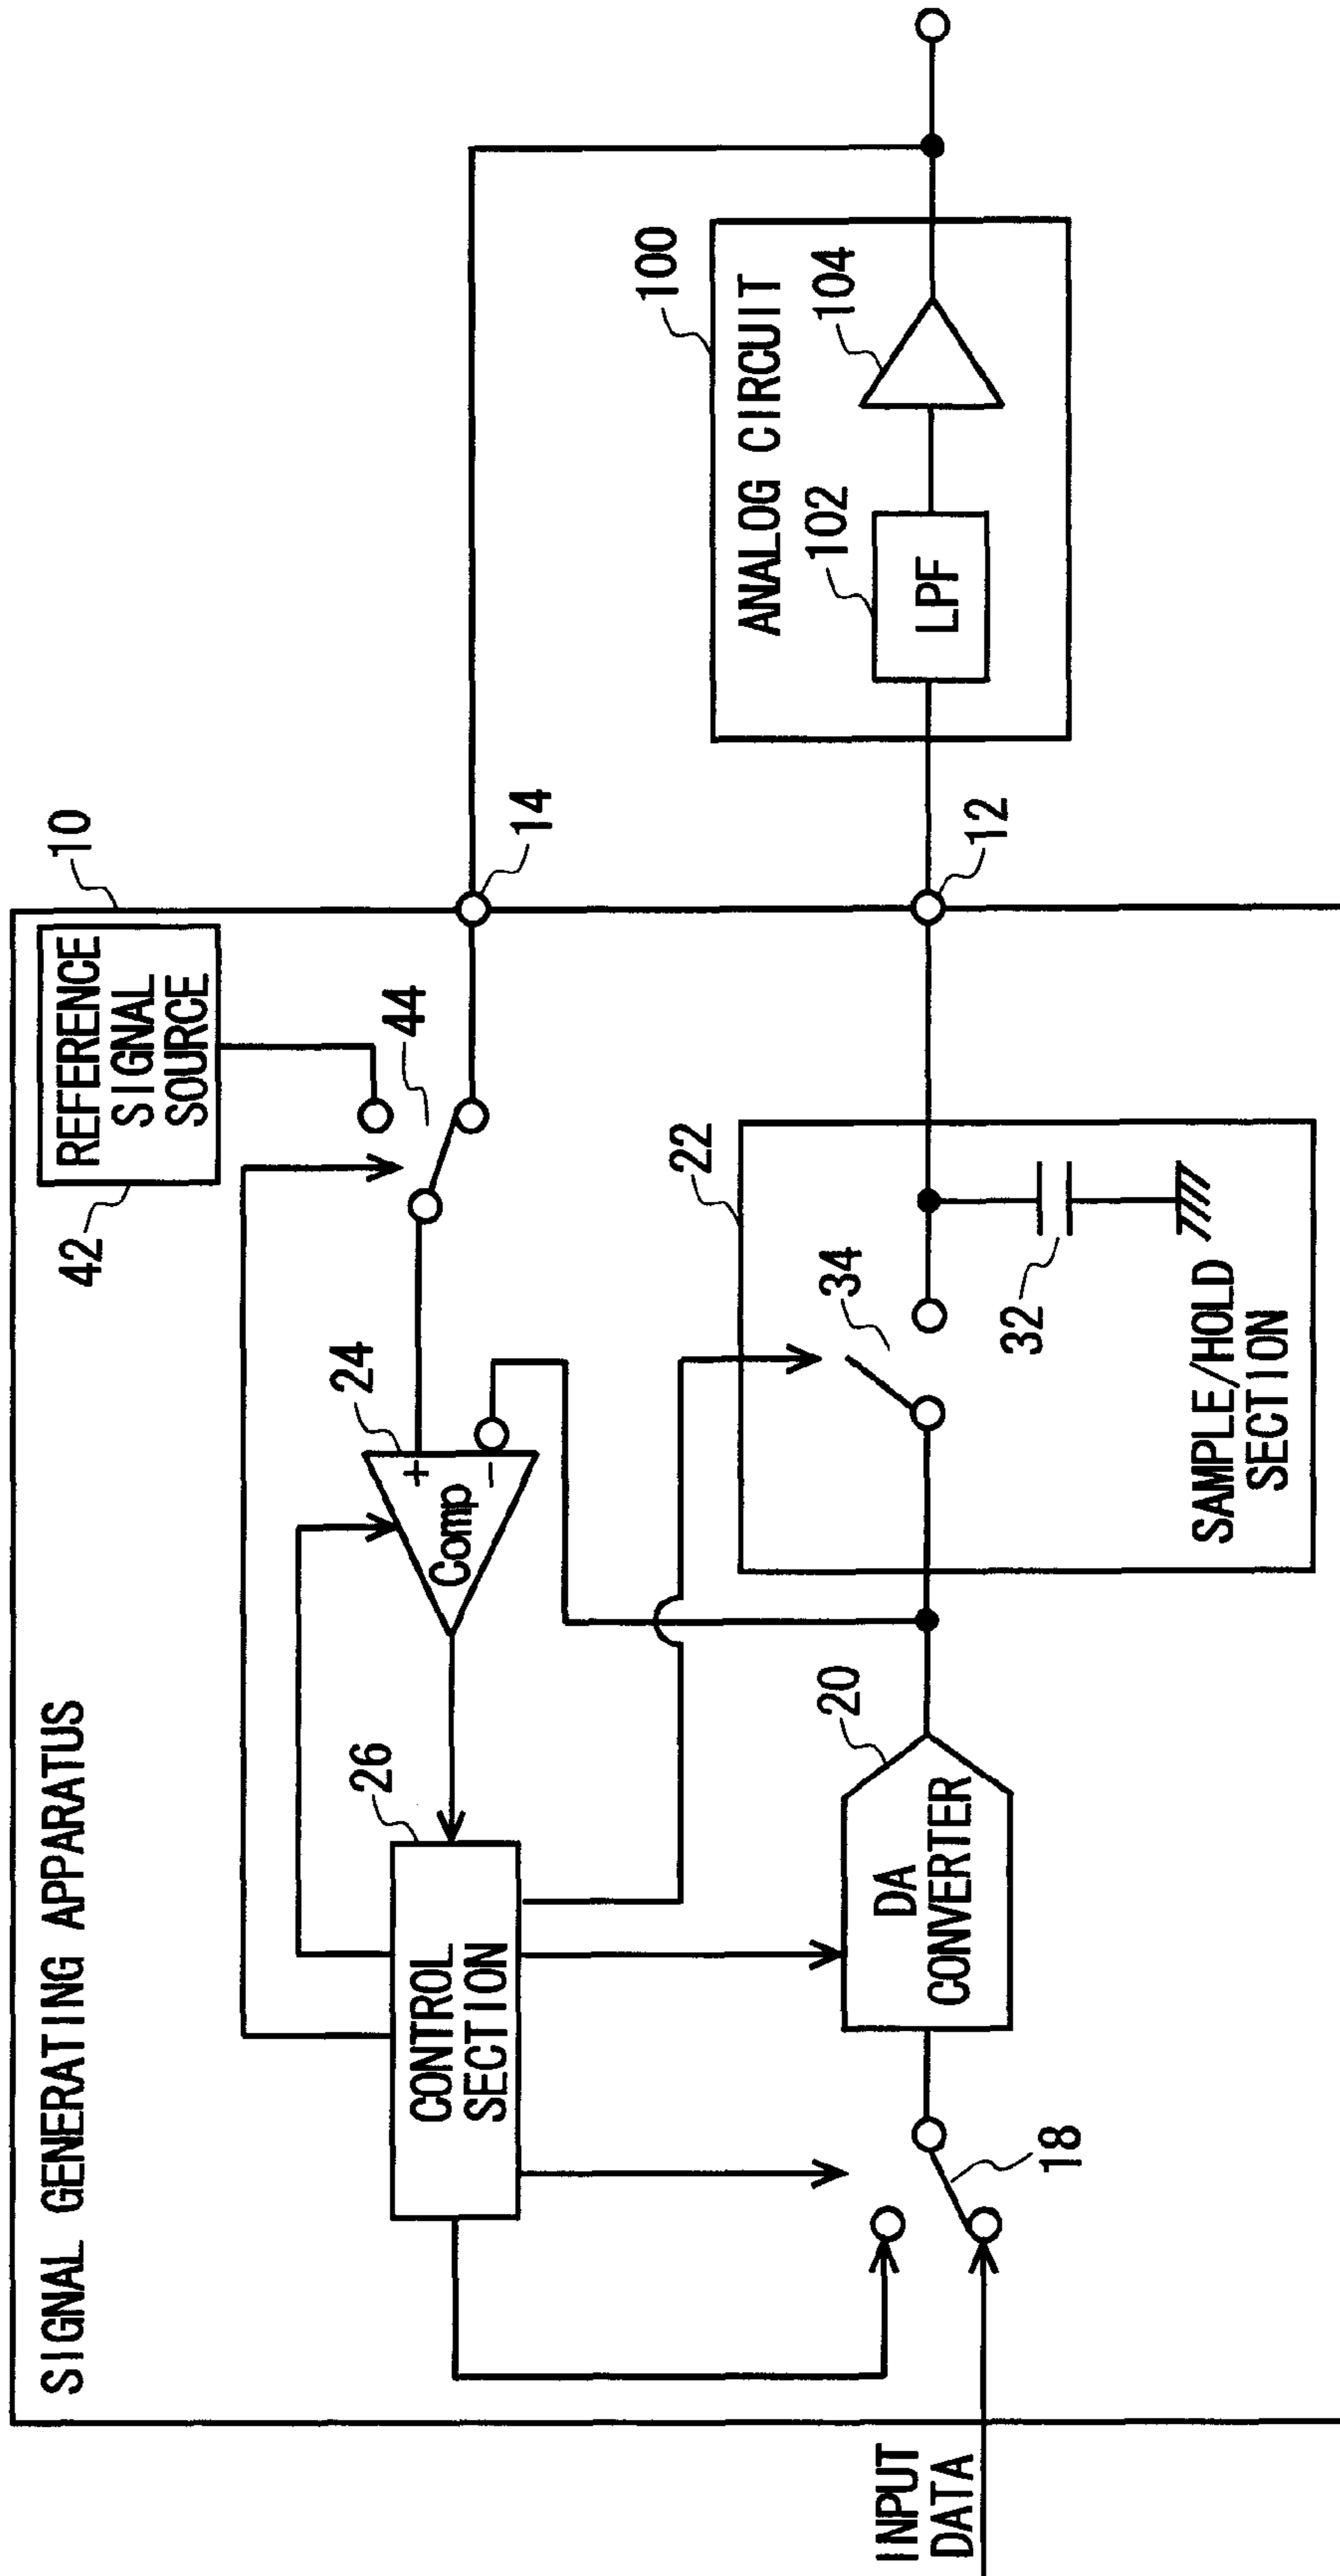 SIGNAL GENERATING APPARATUS
10
REFERENCE
SIGNAL
SOURCE
42
44
14
24
+
-
Comp
26
CONTROL
SECTION
100
ANALOG CIRCUIT
102
LPF
104
12
22
34
32
SAMPLE/HOLD
SECTION
20
DA
CONVERTER
18
INPUT
DATA